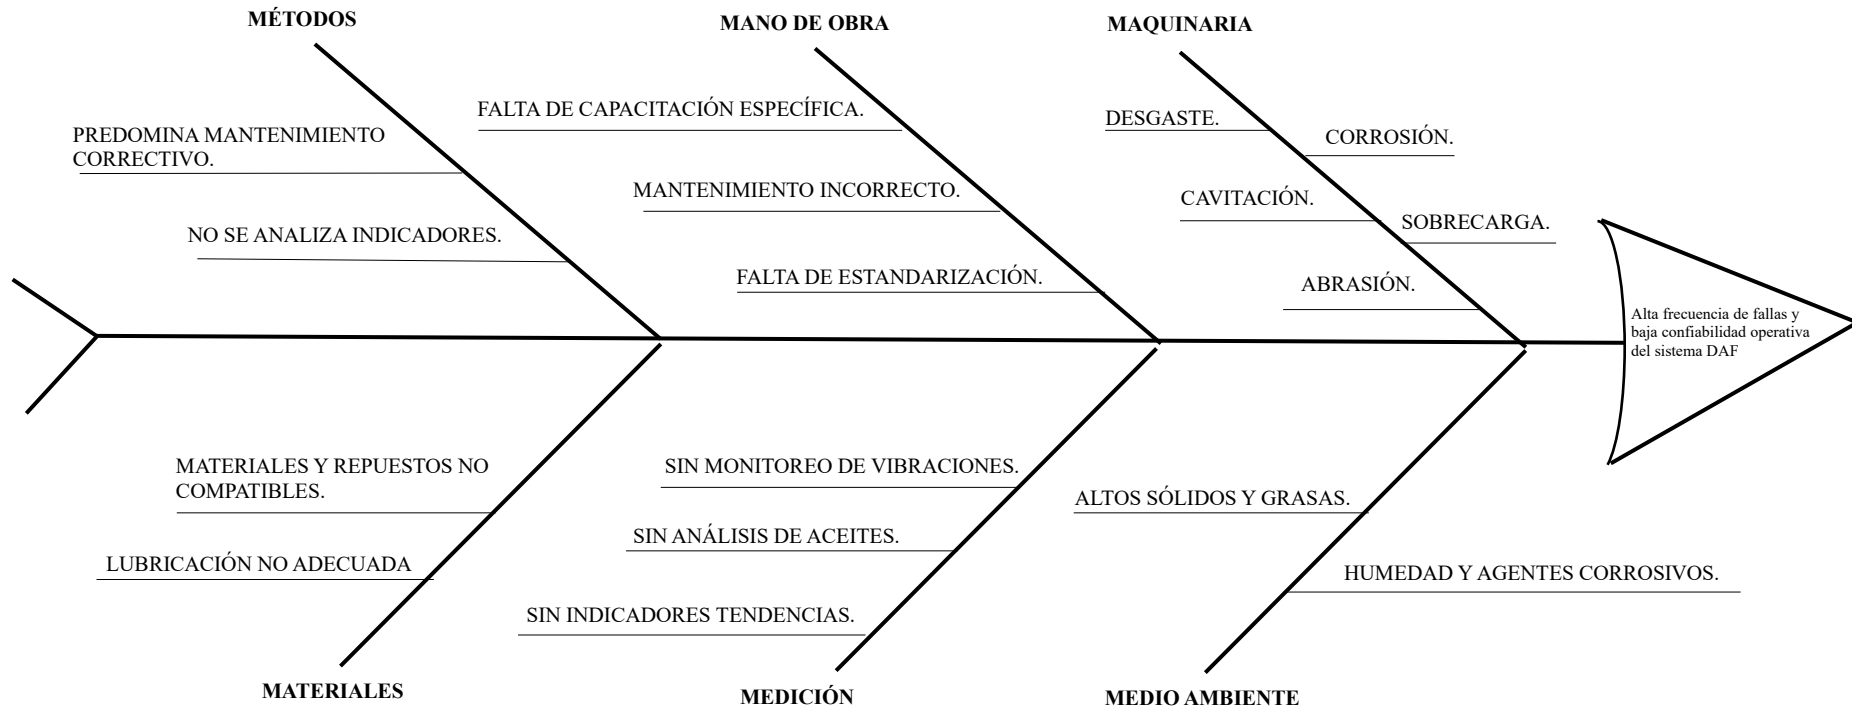 MÉTODOS
MANO DE OBRA
MAQUINARIA
FALTA DE CAPACITACIÓN ESPECÍFICA.
DESGASTE.
PREDOMINA MANTENIMIENTO
CORRECTIVO.
CORROSIÓN.
MANTENIMIENTO INCORRECTO.
CAVITACIÓN.
SOBRECARGA.
NO SE ANALIZA INDICADORES.
FALTA DE ESTANDARIZACIÓN.
ABRASIÓN.
Alta frecuencia de fallas y
baja confiabilidad operativa
del sistema DAF
MATERIALES Y REPUESTOS NO
COMPATIBLES.
SIN MONITOREO DE VIBRACIONES.
ALTOS SÓLIDOS Y GRASAS.
SIN ANÁLISIS DE ACEITES.
LUBRICACIÓN NO ADECUADA
HUMEDAD Y AGENTES CORROSIVOS.
SIN INDICADORES TENDENCIAS.
MATERIALES
MEDICIÓN
MEDIO AMBIENTE